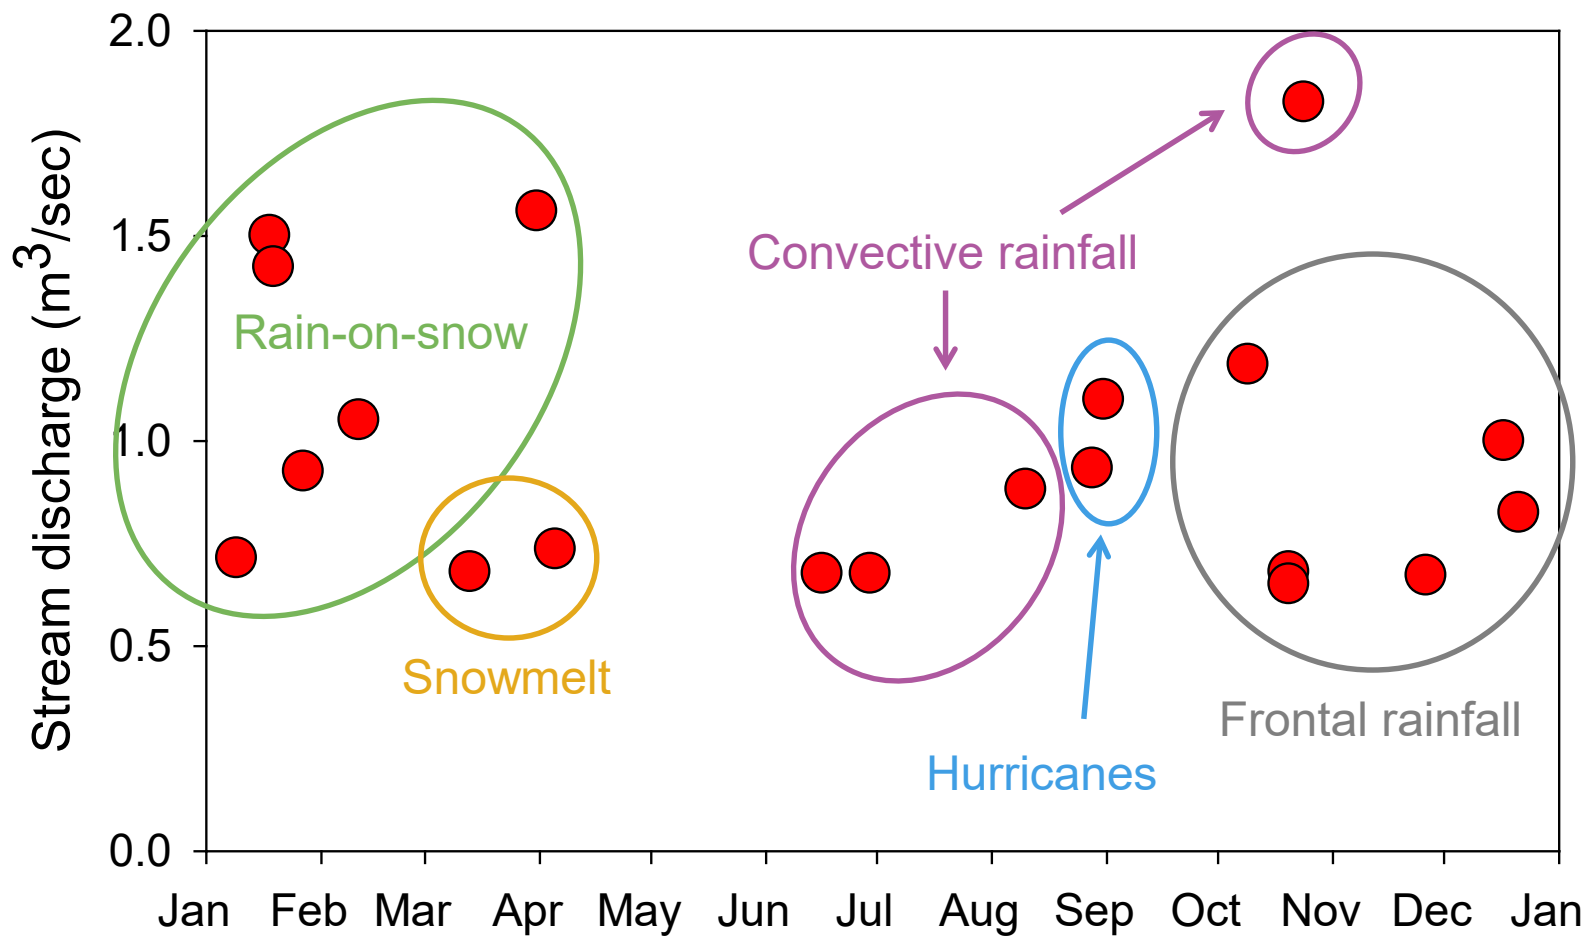 Stream discharge (m³/sec)
2.0
1.5
1.0
0.5
0.0
Convective rainfall
Rain-on-snow
Snowmelt
Frontal rainfall
Hurricanes
Jan Feb Mar Apr May Jun Jul Aug Sep Oct Nov Dec Jan